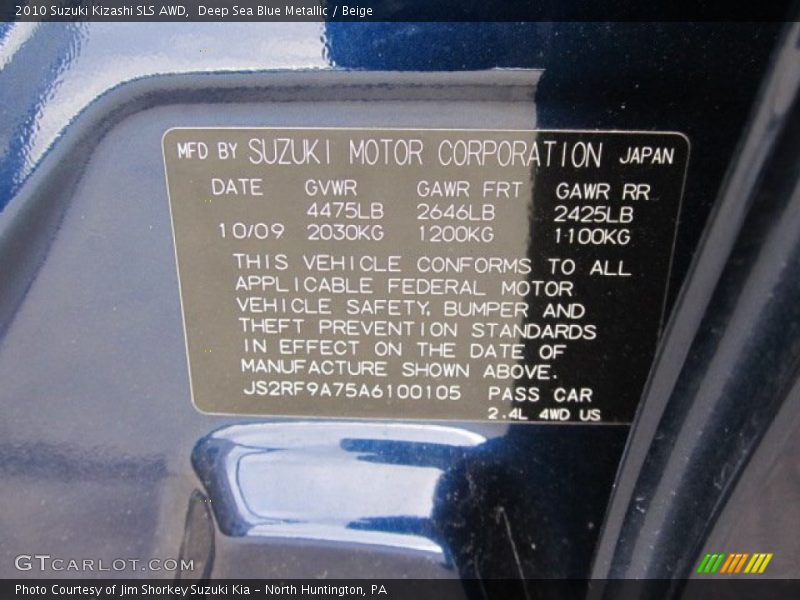 2010 Suzuki Kizashi SLS AWD,  Deep Sea Blue Metallic / Beige
MFD BY SUZUKI MOTOR CORPORATION JAPAN
DATE GVWR GAWR FRT GAWR RR
4475LB 2646LB 2425LB
10/09 2030KG 1200KG 1100KG
THIS VEHICLE CONFORMS TO ALL
APPLICABLE FEDERAL MOTOR
VEHICLE SAFETY, BUMPER AND
THEFT PREVENTION STANDARDS
IN EFFECT ON THE DATE OF
MANUFACTURE SHOWN ABOVE.
JS2RF9A75A6100105 PASS CAR
2.4L 4WD US
GTCARLOT.COM
Photo Courtesy of Jim Shorkey Suzuki Kia - North Huntington, PA